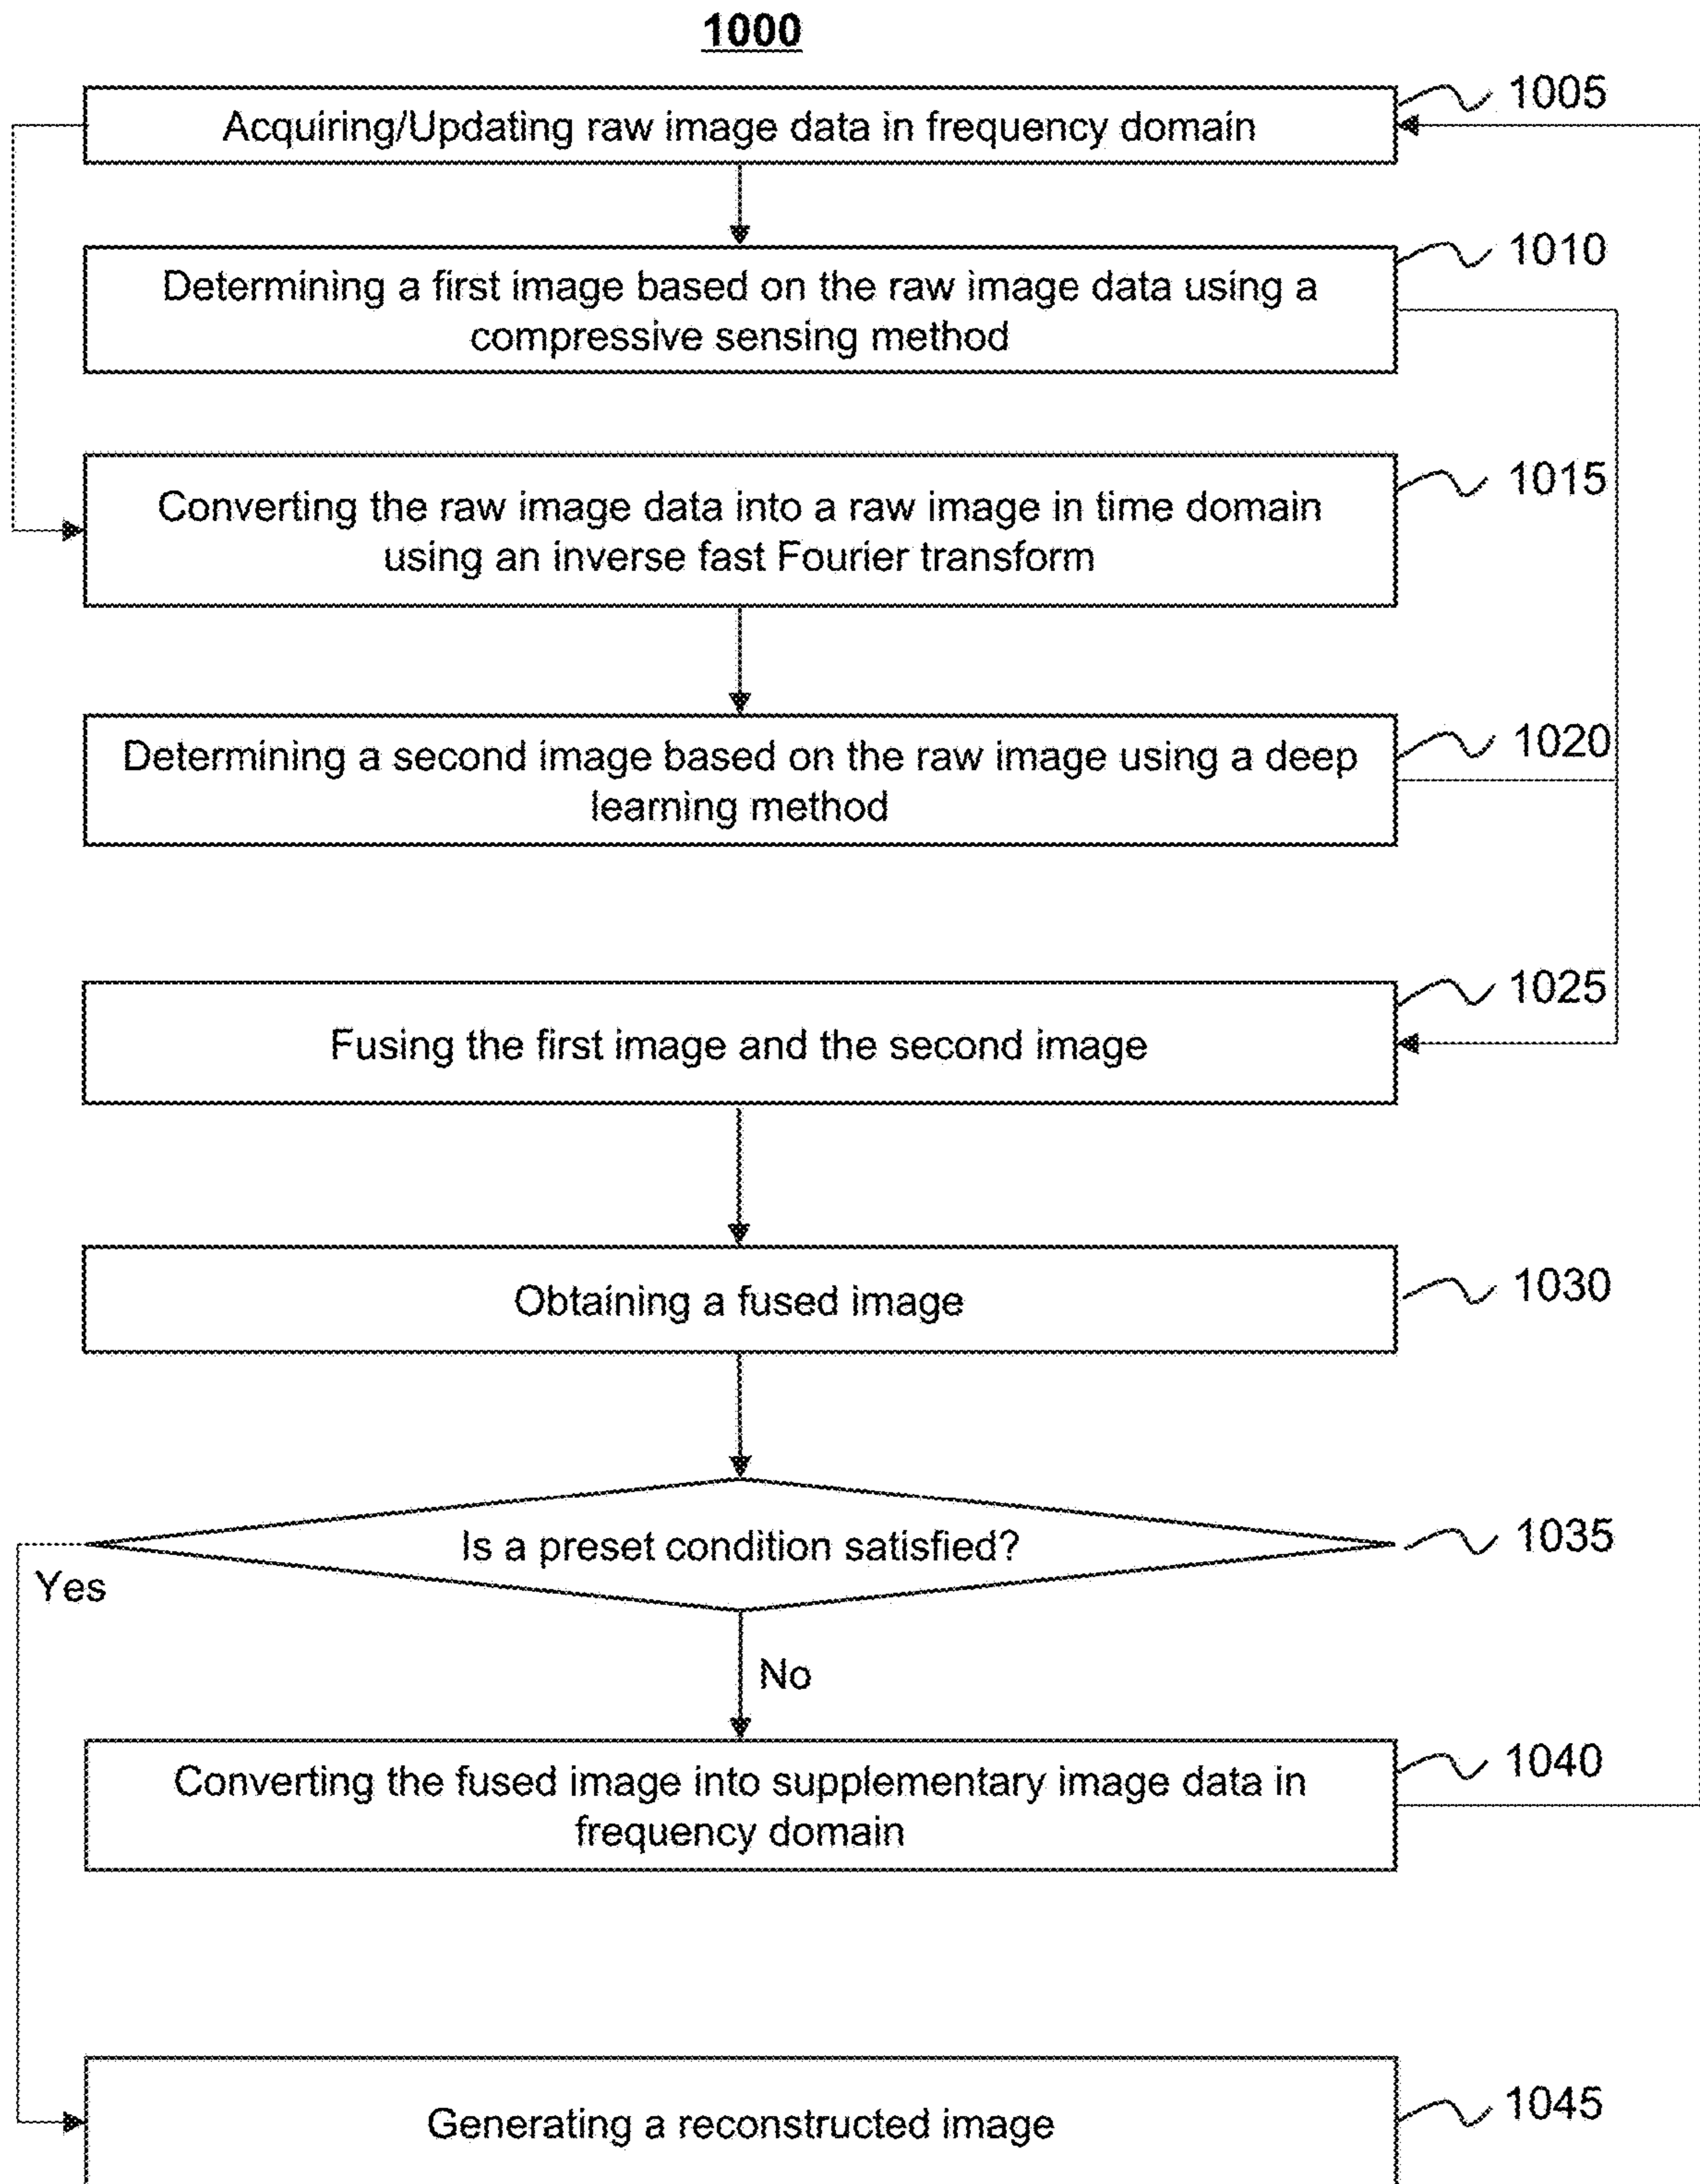 1000
1005
Acquiring/Updating raw image data in frequency domain
1010
Determining a first image based on the raw image data using a
compressive sensing method
1015
Converting the raw image data into a raw image in time domain
using an inverse fast Fourier transform
1020
Determining a second image based on the raw image using a deep
learning method
1025
Fusing the first image and the second image
1030
Obtaining a fused image
1035
Is a preset condition satisfied?
Yes
No
1040
Converting the fused image into supplementary image data in
frequency domain
1045
Generating a reconstructed image